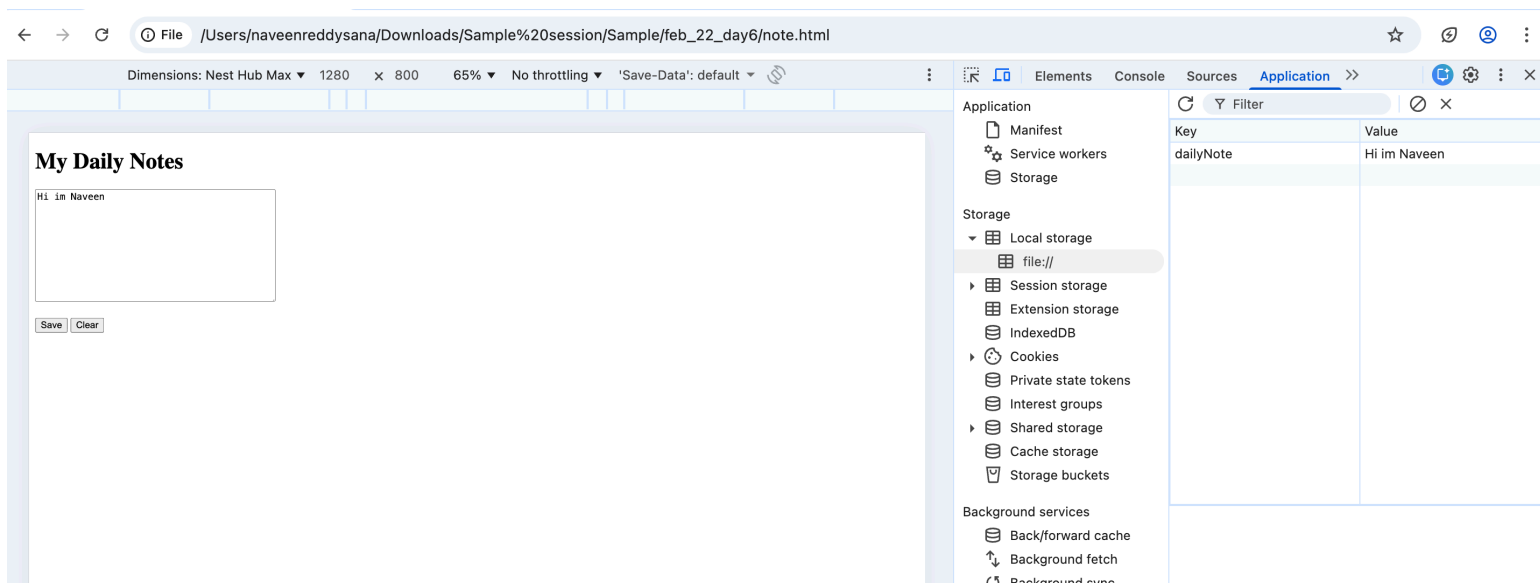 File /Users/naveenreddysana/Downloads/Sample%20session/Sample/feb_22_day6/note.html
Dimensions: Nest Hub Max ▼ 1280 x 800 65% ▼ No throttling ▼ 'Save-Data': default ▼
My Daily Notes
Hi im Naveen
Save Clear
Elements Console Sources Application
Application
Manifest
Service workers
Storage
Storage
Local storage
file://
Session storage
Extension storage
IndexedDB
Cookies
Private state tokens
Interest groups
Shared storage
Cache storage
Storage buckets
Background services
Back/forward cache
Background fetch
Background sync
Filter
Key Value
dailyNote Hi im Naveen